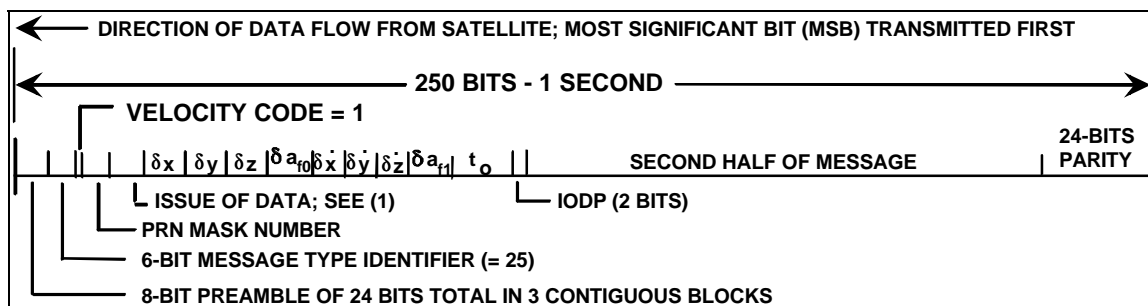 DIRECTION OF DATA FLOW FROM SATELLITE; MOST SIGNIFICANT BIT (MSB) TRANSMITTED FIRST
250 BITS - 1 SECOND
VELOCITY CODE = 1
δx δy δz δa_f0 δẋ δẏ δż δa_f1 t_o SECOND HALF OF MESSAGE
24-BITS
PARITY
ISSUE OF DATA; SEE (1)
IODP (2 BITS)
PRN MASK NUMBER
6-BIT MESSAGE TYPE IDENTIFIER (= 25)
8-BIT PREAMBLE OF 24 BITS TOTAL IN 3 CONTIGUOUS BLOCKS